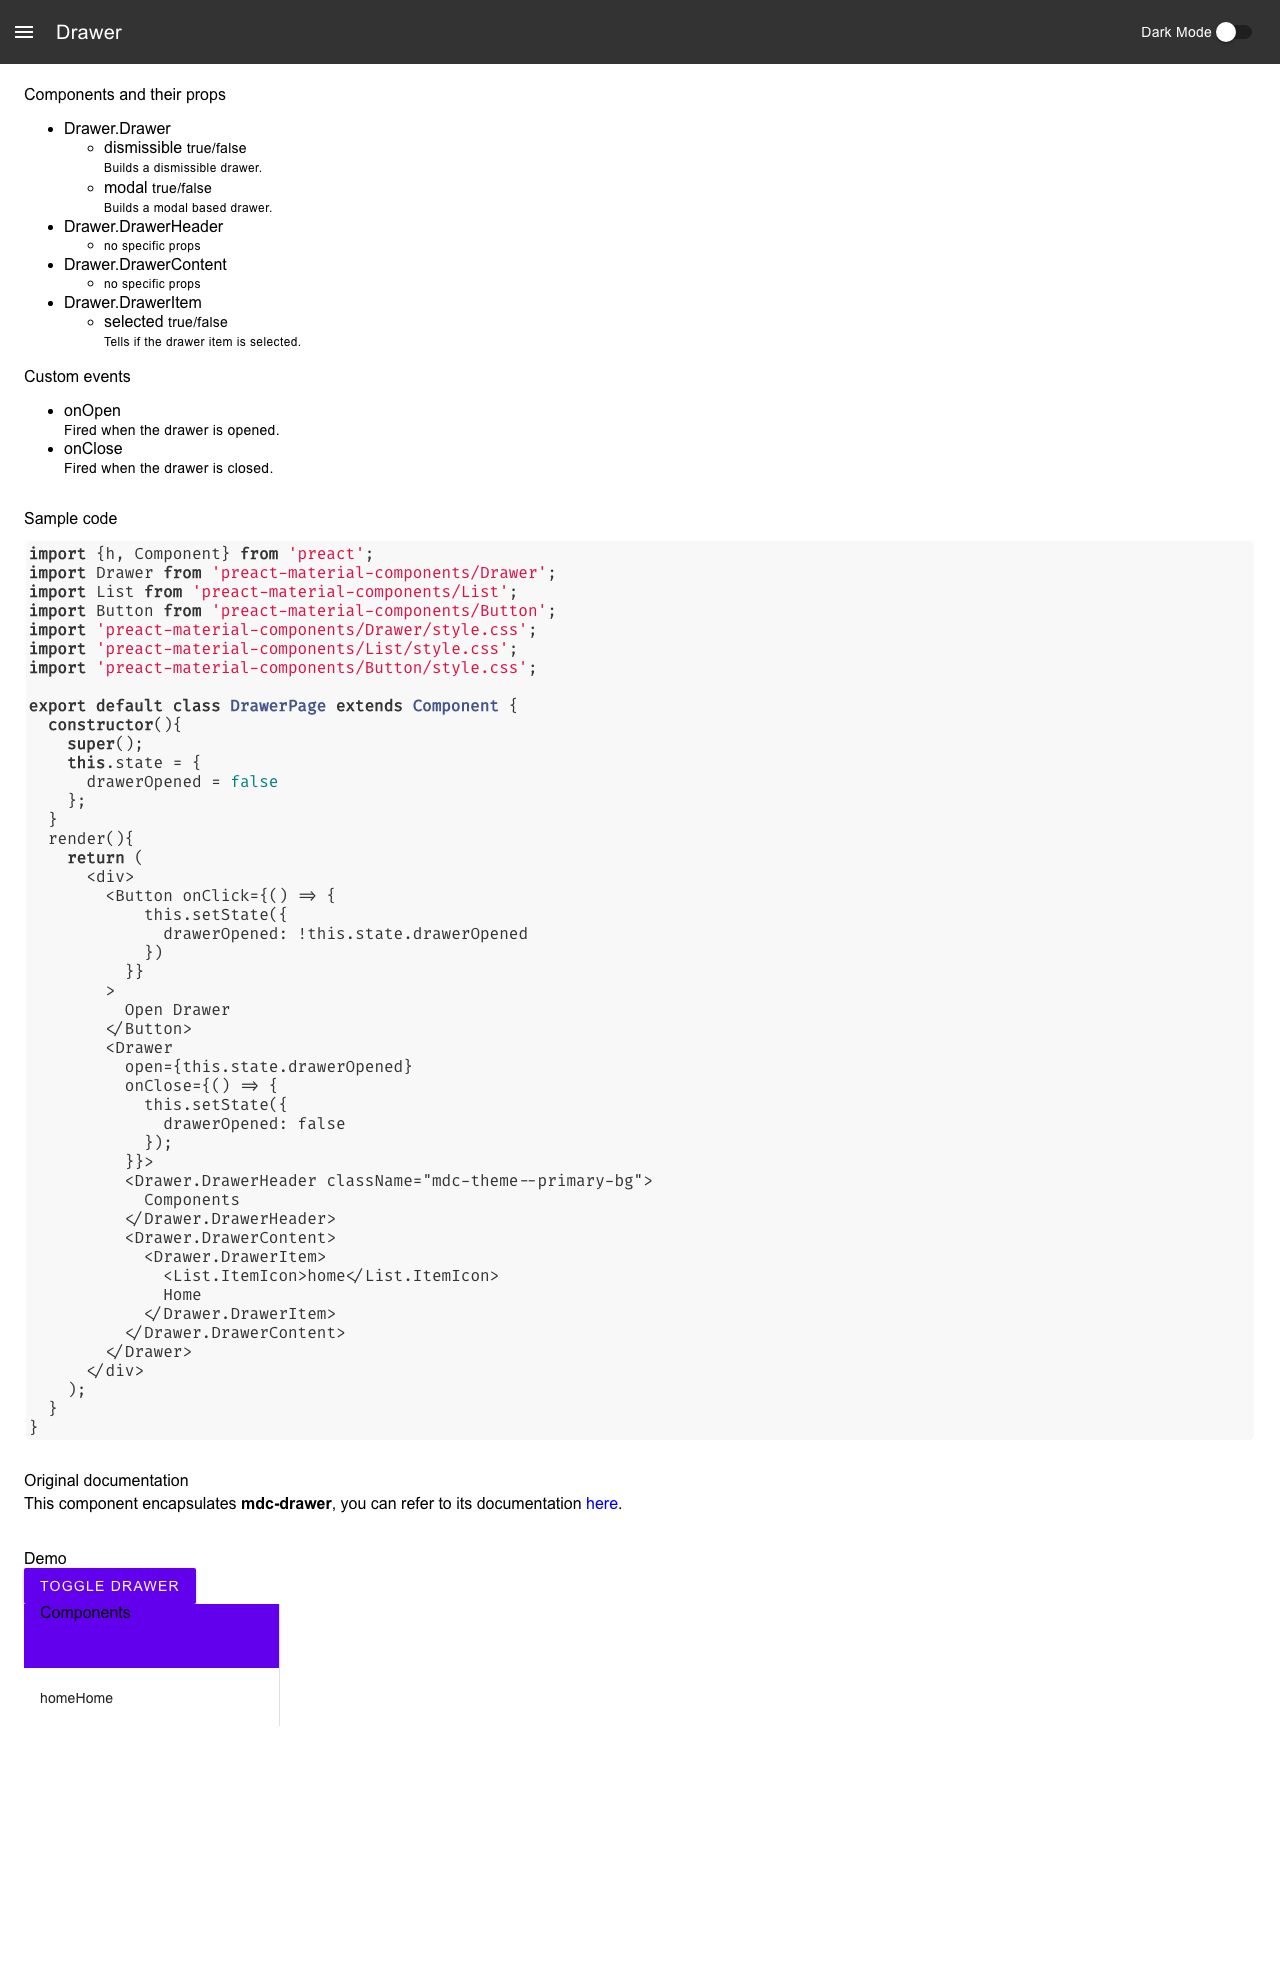 Drawer
Dark Mode
Components and their props
Drawer.Drawer
dismissible true/false
Builds a dismissible drawer.
modal true/false
Builds a modal based drawer.
Drawer.DrawerHeader
no specific props
Drawer.DrawerContent
no specific props
Drawer.DrawerItem
selected true/false
Tells if the drawer item is selected.
Custom events
onOpen
Fired when the drawer is opened.
onClose
Fired when the drawer is closed.
Sample code
import {h, Component} from 'preact';
import Drawer from 'preact-material-components/Drawer';
import List from 'preact-material-components/List';
import Button from 'preact-material-components/Button';
import 'preact-material-components/Drawer/style.css';
import 'preact-material-components/List/style.css';
import 'preact-material-components/Button/style.css';

export default class DrawerPage extends Component {
  constructor(){
    super();
    this.state = {
      drawerOpened = false
    };
  }
  render(){
    return (
      <div>
        <Button onClick={() => {
            this.setState({
              drawerOpened: !this.state.drawerOpened
            })
          }}
        >
          Open Drawer
        </Button>
        <Drawer
          open={this.state.drawerOpened}
          onClose={() => {
            this.setState({
              drawerOpened: false
            });
          }}>
          <Drawer.DrawerHeader className="mdc-theme--primary-bg">
            Components
          </Drawer.DrawerHeader>
          <Drawer.DrawerContent>
            <Drawer.DrawerItem>
              <List.ItemIcon>home</List.ItemIcon>
              Home
            </Drawer.DrawerItem>
          </Drawer.DrawerContent>
        </Drawer>
      </div>
    );
  }
}
Original documentation
This component encapsulates mdc-drawer, you can refer to its documentation here.
Demo
TOGGLE DRAWER
Components
homeHome